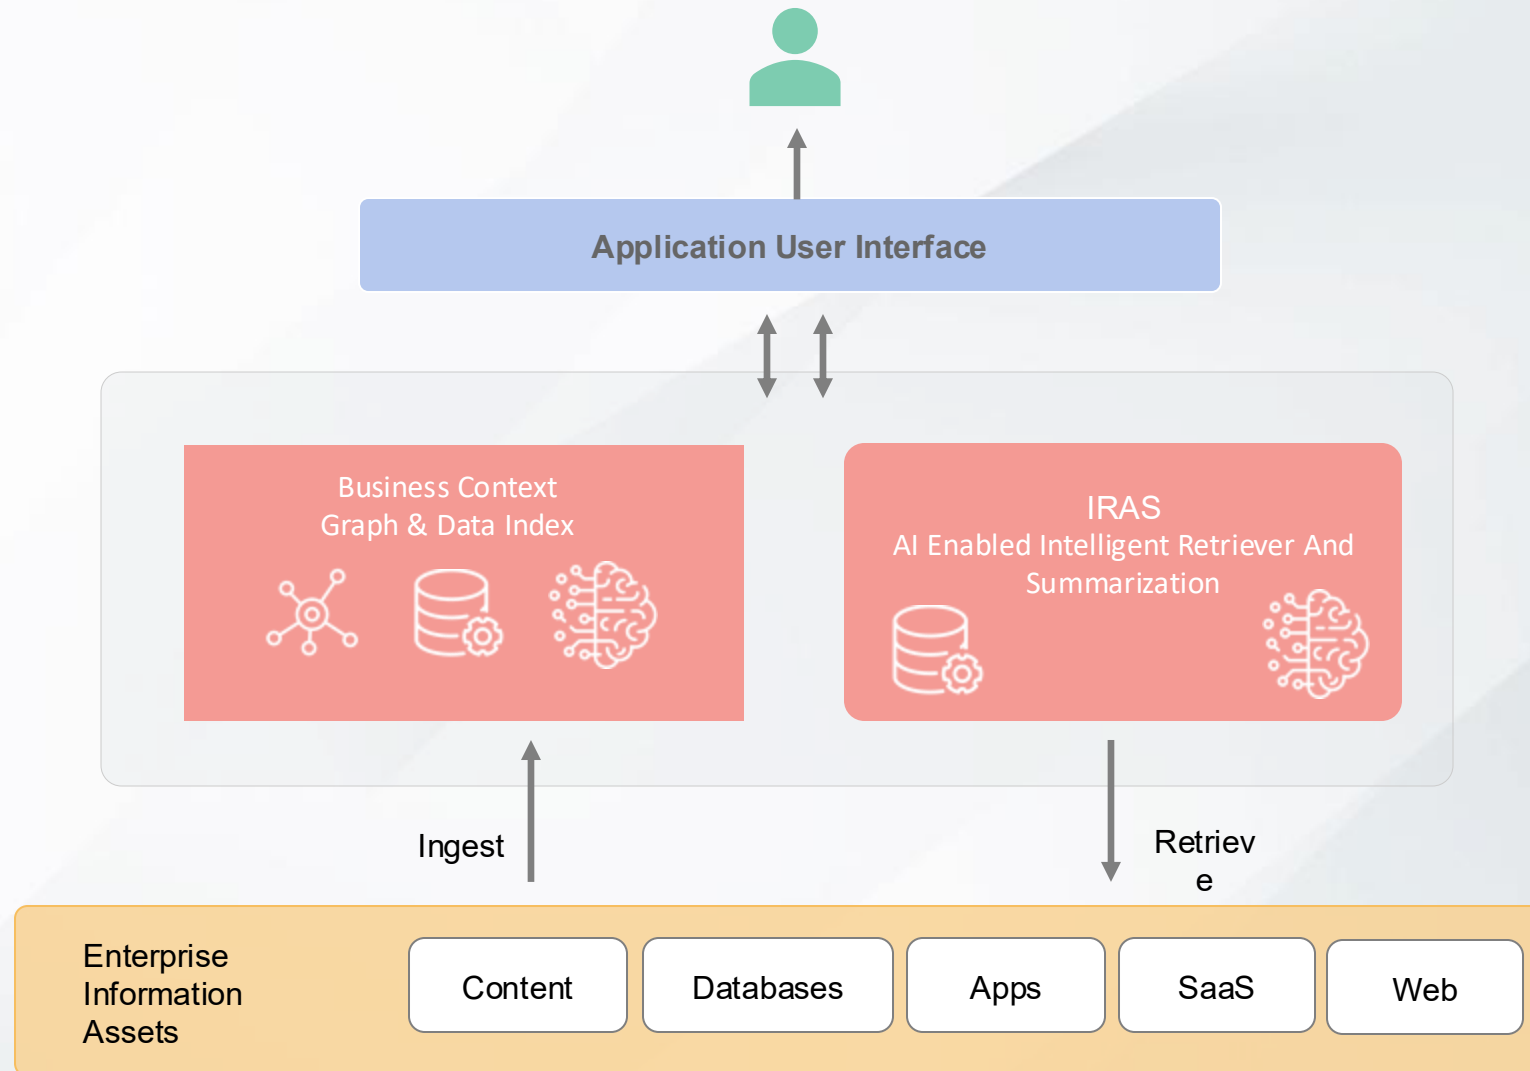 Application User Interface
Business Context
Graph & Data Index
IRAS
AI Enabled Intelligent Retriever And
Summarization
Ingest
Retriev
e
Enterprise
Information
Assets
Content
Databases
Apps
SaaS
Web